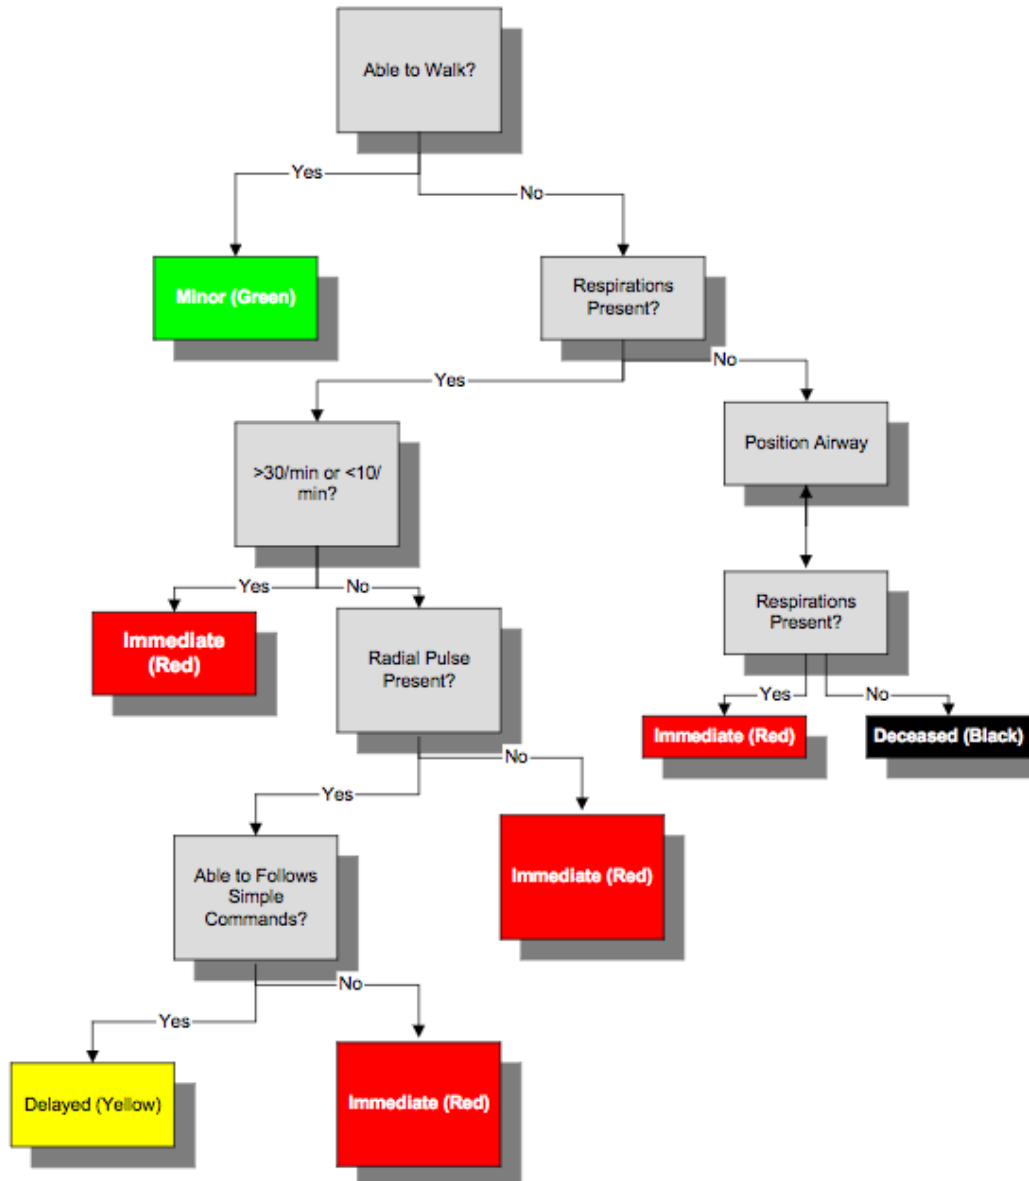 Able to Walk?
Yes
No
Minor (Green)
Respirations
Present?
No
Yes
Position Airway
>30/min or <10/
min?
Yes
No
Respirations
Present?
Immediate
(Red)
Radial Pulse
Present?
Yes
No
Immediate (Red)
Deceased (Black)
No
Yes
Able to Follows
Simple
Commands?
Immediate (Red)
No
Yes
Delayed (Yellow)
Immediate (Red)